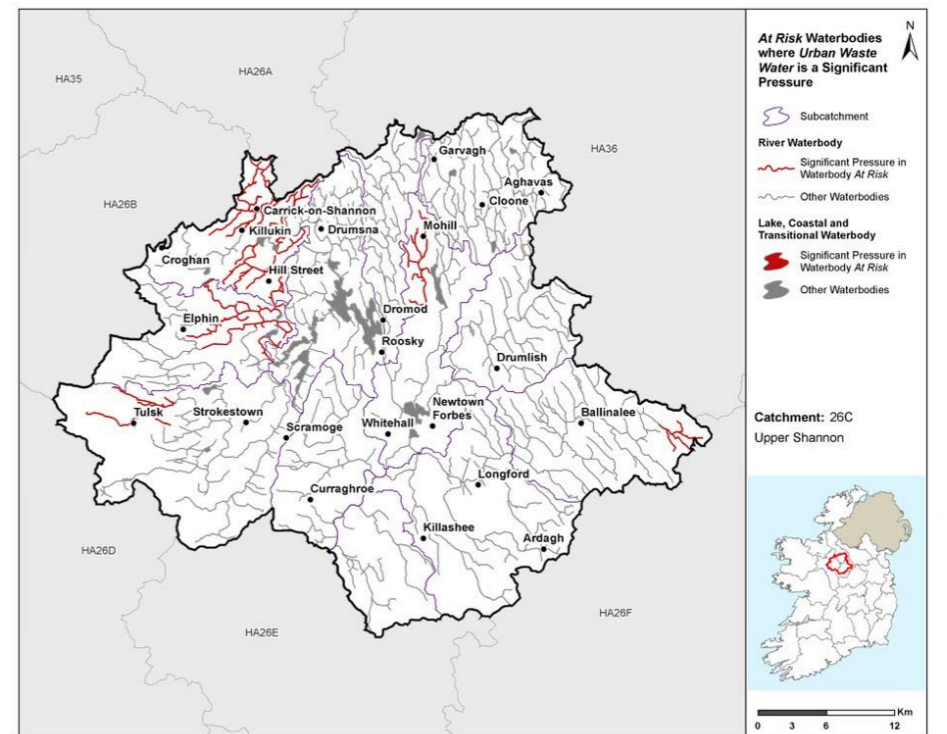 HA35
HA26A
HA36
HA26B
HA26D
HA26E
HA26F
Garvagh
Aghavas
Cloone
Carrick-on-Shannon
Killukin
Drumsna
Mohill
Croghan
Hill Street
Dromod
Elphin
Roosky
Drumlish
Tulsk
Strokestown
Scramoge
Whitehall
Newtown
Forbes
Ballinalee
Longford
Curraghroe
Killashee
Ardagh
At Risk Waterbodies
where Urban Waste
Water is a Significant
Pressure
N
Subcatchment
River Waterbody
Significant Pressure in
Waterbody At Risk
Other Waterbodies
Lake, Coastal and
Transitional Waterbody
Significant Pressure in
Waterbody At Risk
Other Waterbodies
Catchment: 26C
Upper Shannon
Km
0 3 6 12